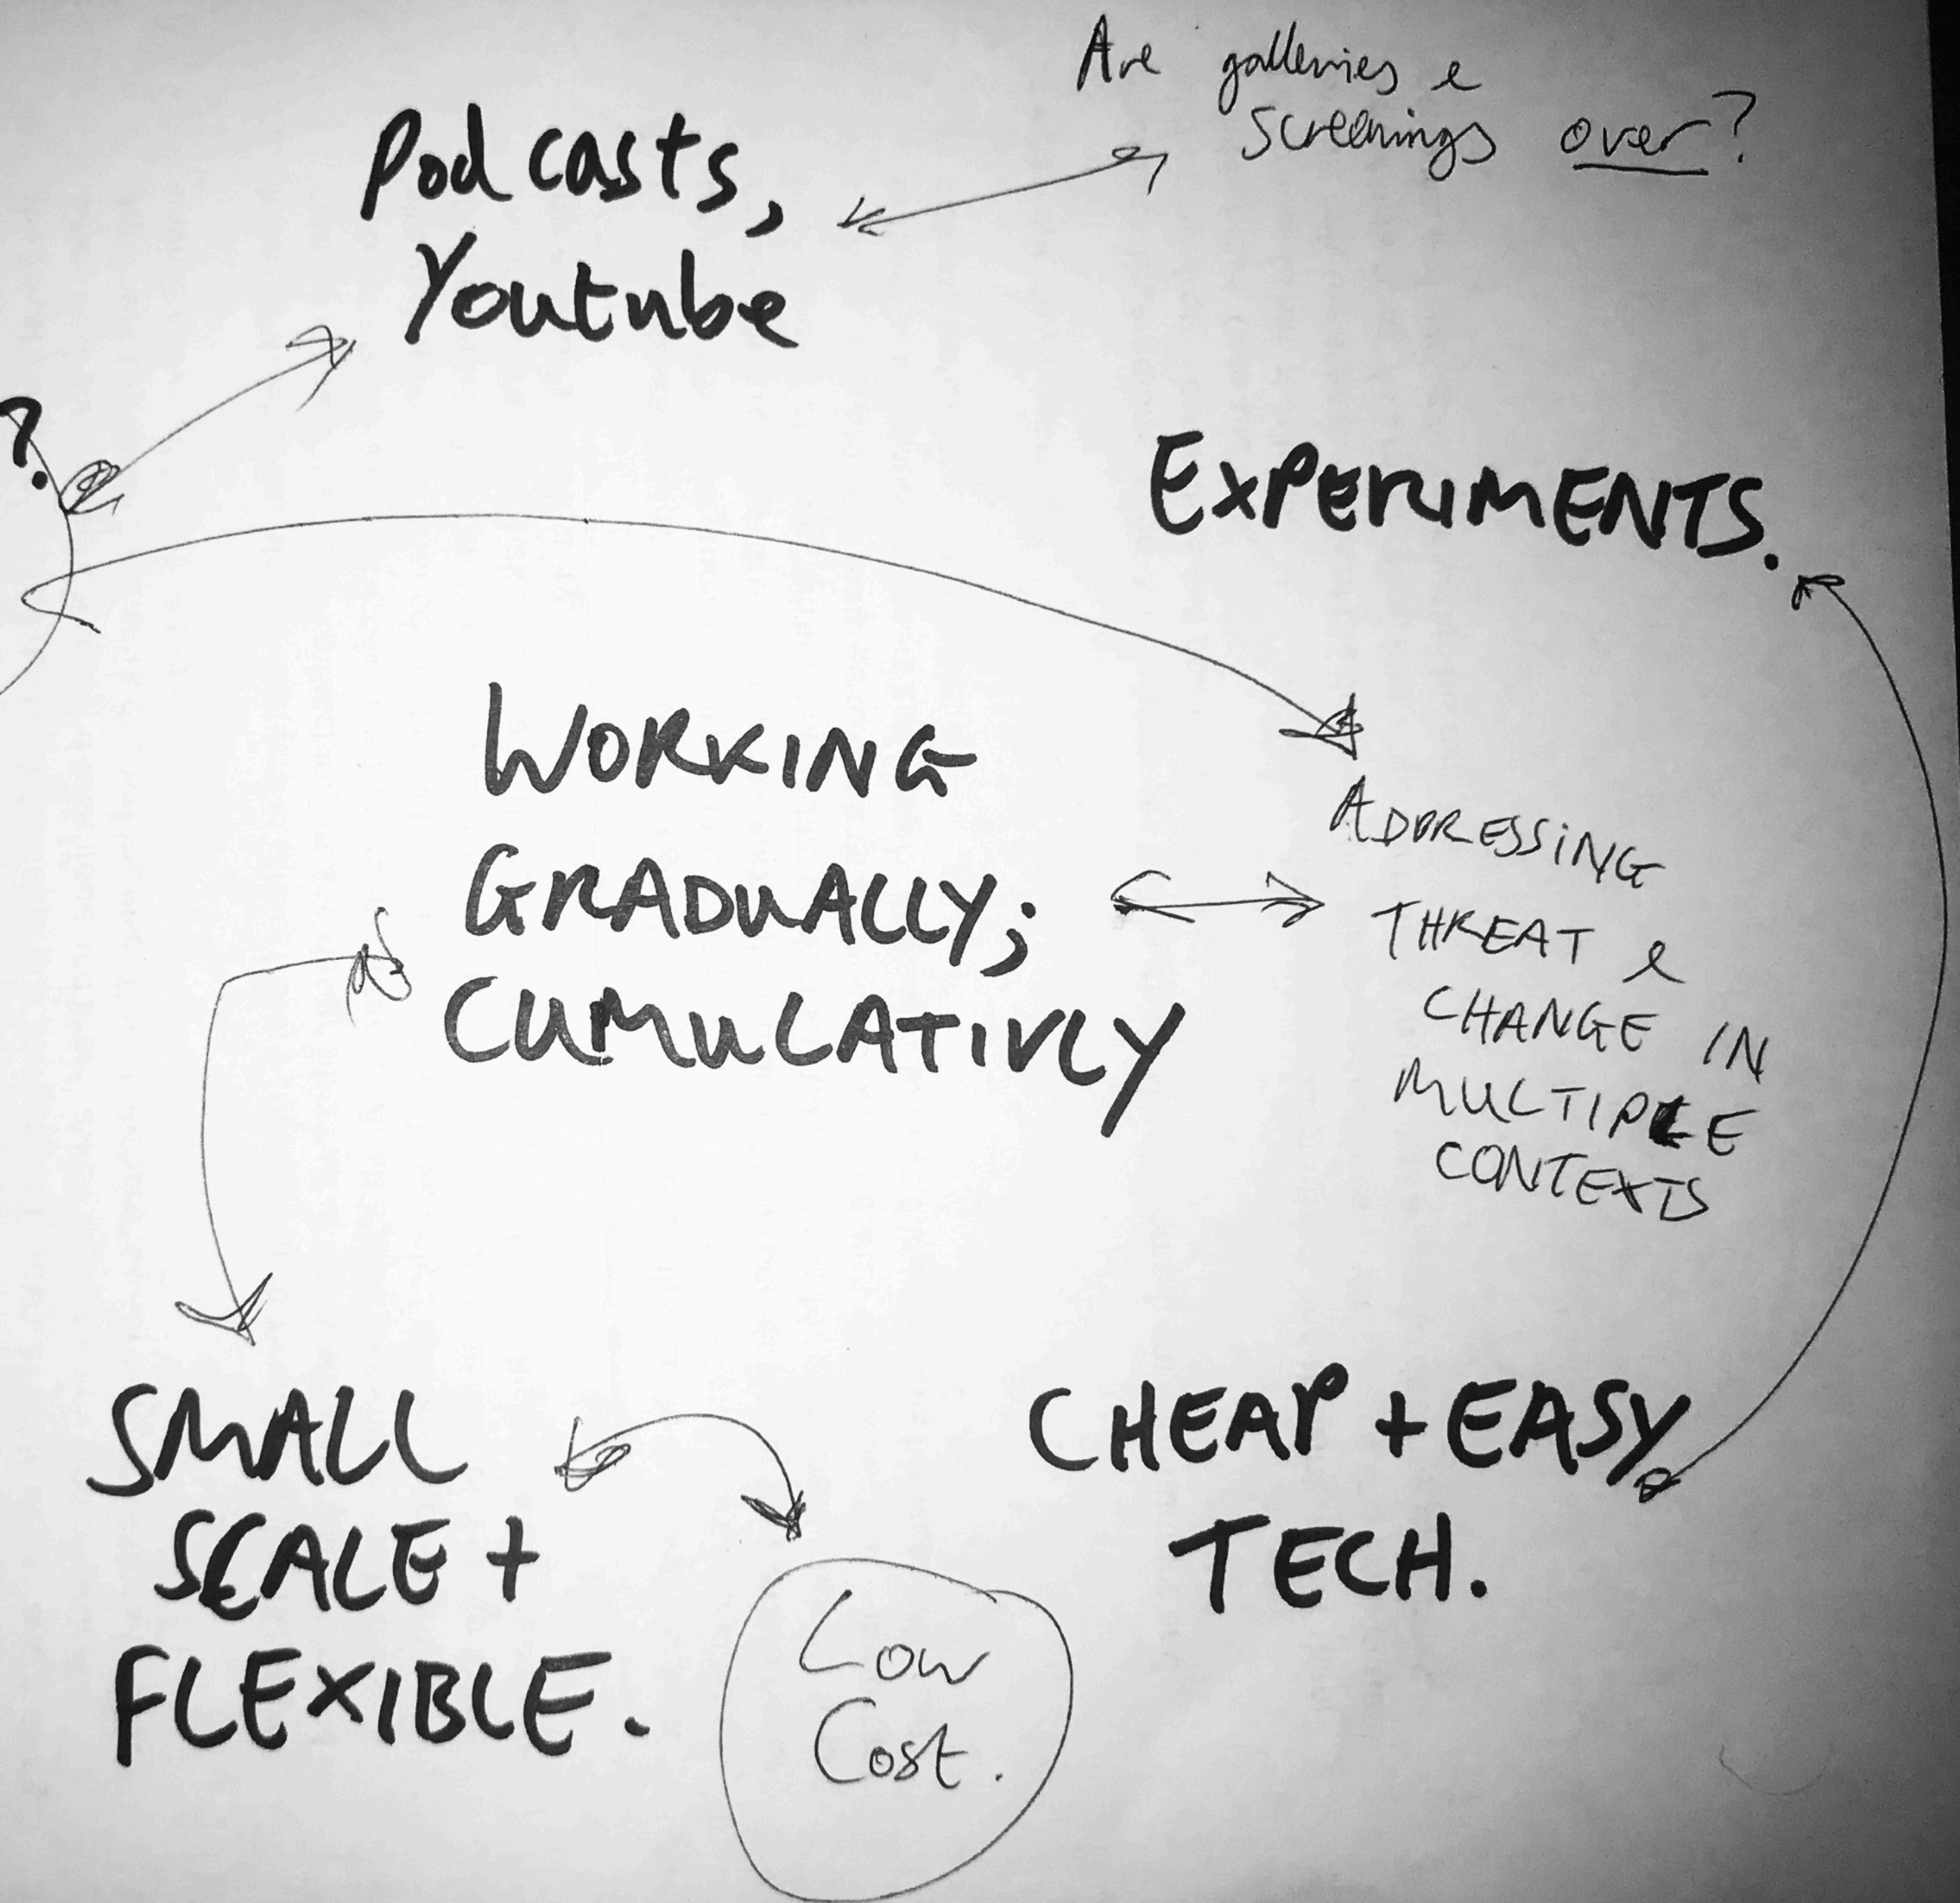 Are galleries &
screenings over?
Podcasts,
Youtube
?
EXPERIMENTS.
WORKING
GRADUALLY;
CUMULATIVLY
ADDRESSING
THREAT &
CHANGE IN
MULTIPLE
CONTEXTS
SMALL
SCALE +
FLEXIBLE.
Low
Cost.
CHEAP + EASY
TECH.